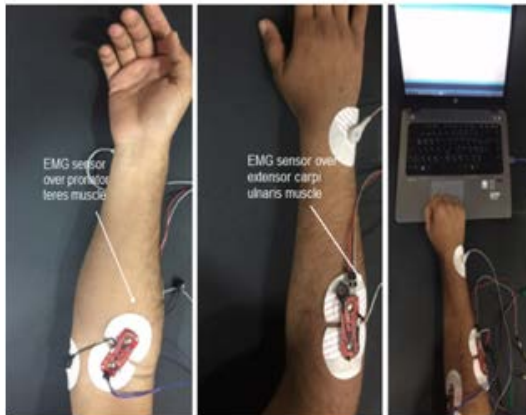 EMG sensor
over pronator
teres muscle
EMG sensor over
extensor carpi
ulnaris muscle